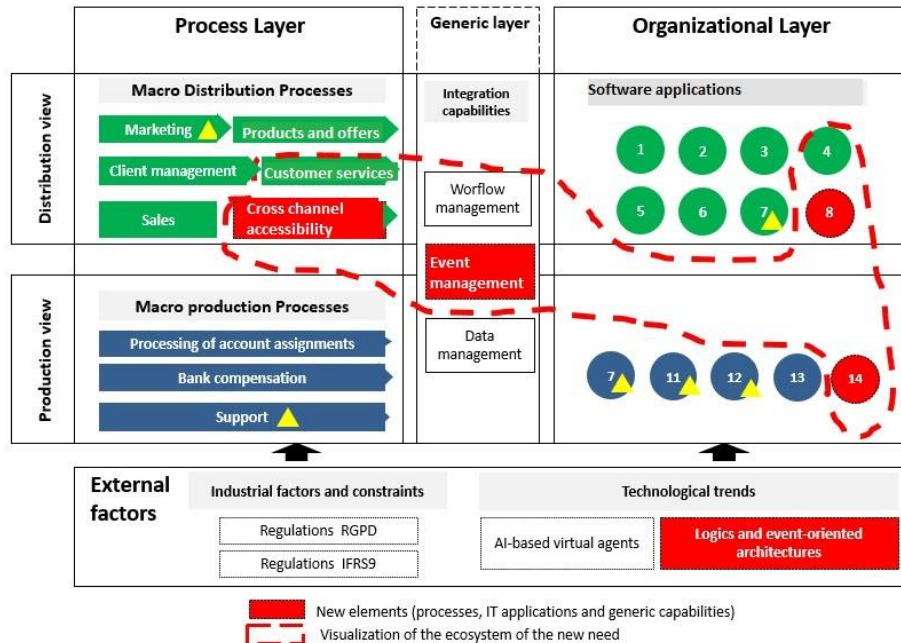 Process Layer
Generic layer
Organizational Layer
Distribution view
Macro Distribution Processes
Marketing
Products and offers
Client management
Customer services
Sales
Cross channel
accessibility
Integration
capabilities
Worflow
management
Event
management
Data
management
Software applications
1
2
3
4
5
6
7
8
Production view
Macro production Processes
Processing of account assignments
Bank compensation
Support
7
11
12
13
14
External
factors
Industrial factors and constraints
Regulations RGPD
Regulations IFRS9
Technological trends
AI-based virtual agents
Logics and event-oriented
architectures
New elements (processes, IT applications and generic capabilities)
Visualization of the ecosystem of the new need